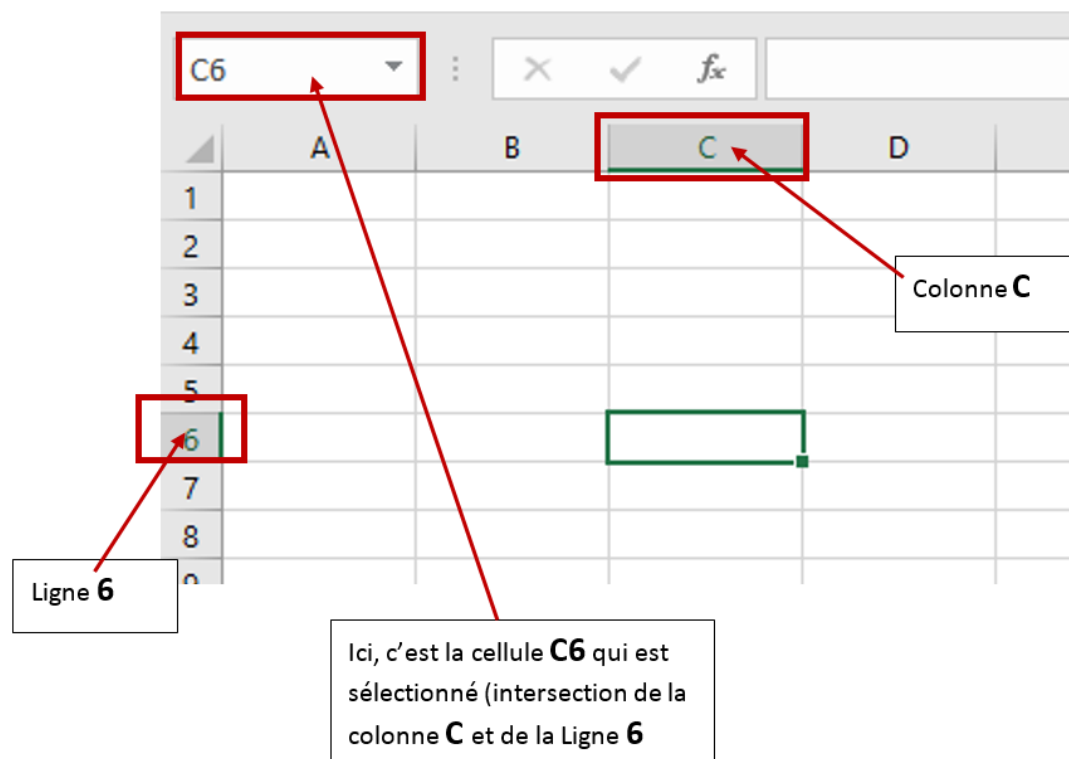 C6 fx
A B C D
1
2
3
Colonne C
4
5
6
7
8
9
Ligne 6
Ici, c’est la cellule C6 qui est
sélectionné (intersection de la
colonne C et de la Ligne 6